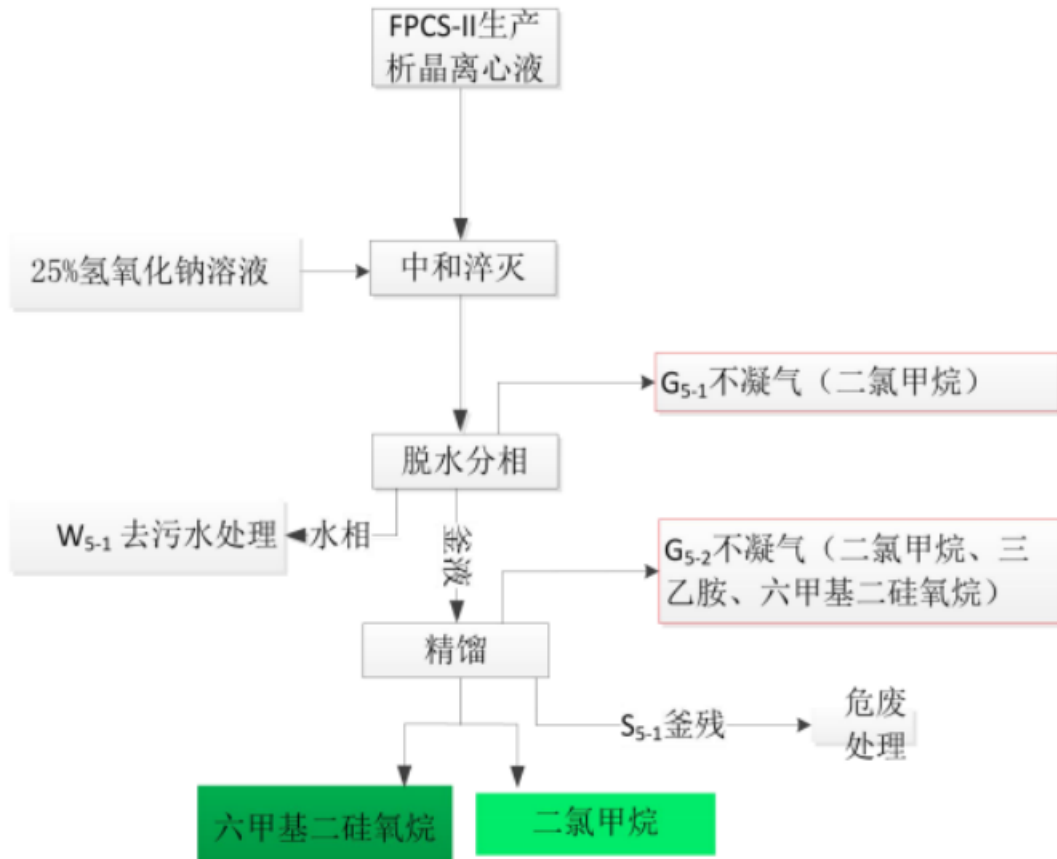 FPCS-II生产
析晶离心液
25%氢氧化钠溶液
中和淬灭
G5-1不凝气（二氯甲烷）
脱水分相
W5-1 去污水处理
水相
釜液
G5-2不凝气（二氯甲烷、三
乙胺、六甲基二硅氧烷）
精馏
S5-1釜残
危废
处理
六甲基二硅氧烷
二氯甲烷